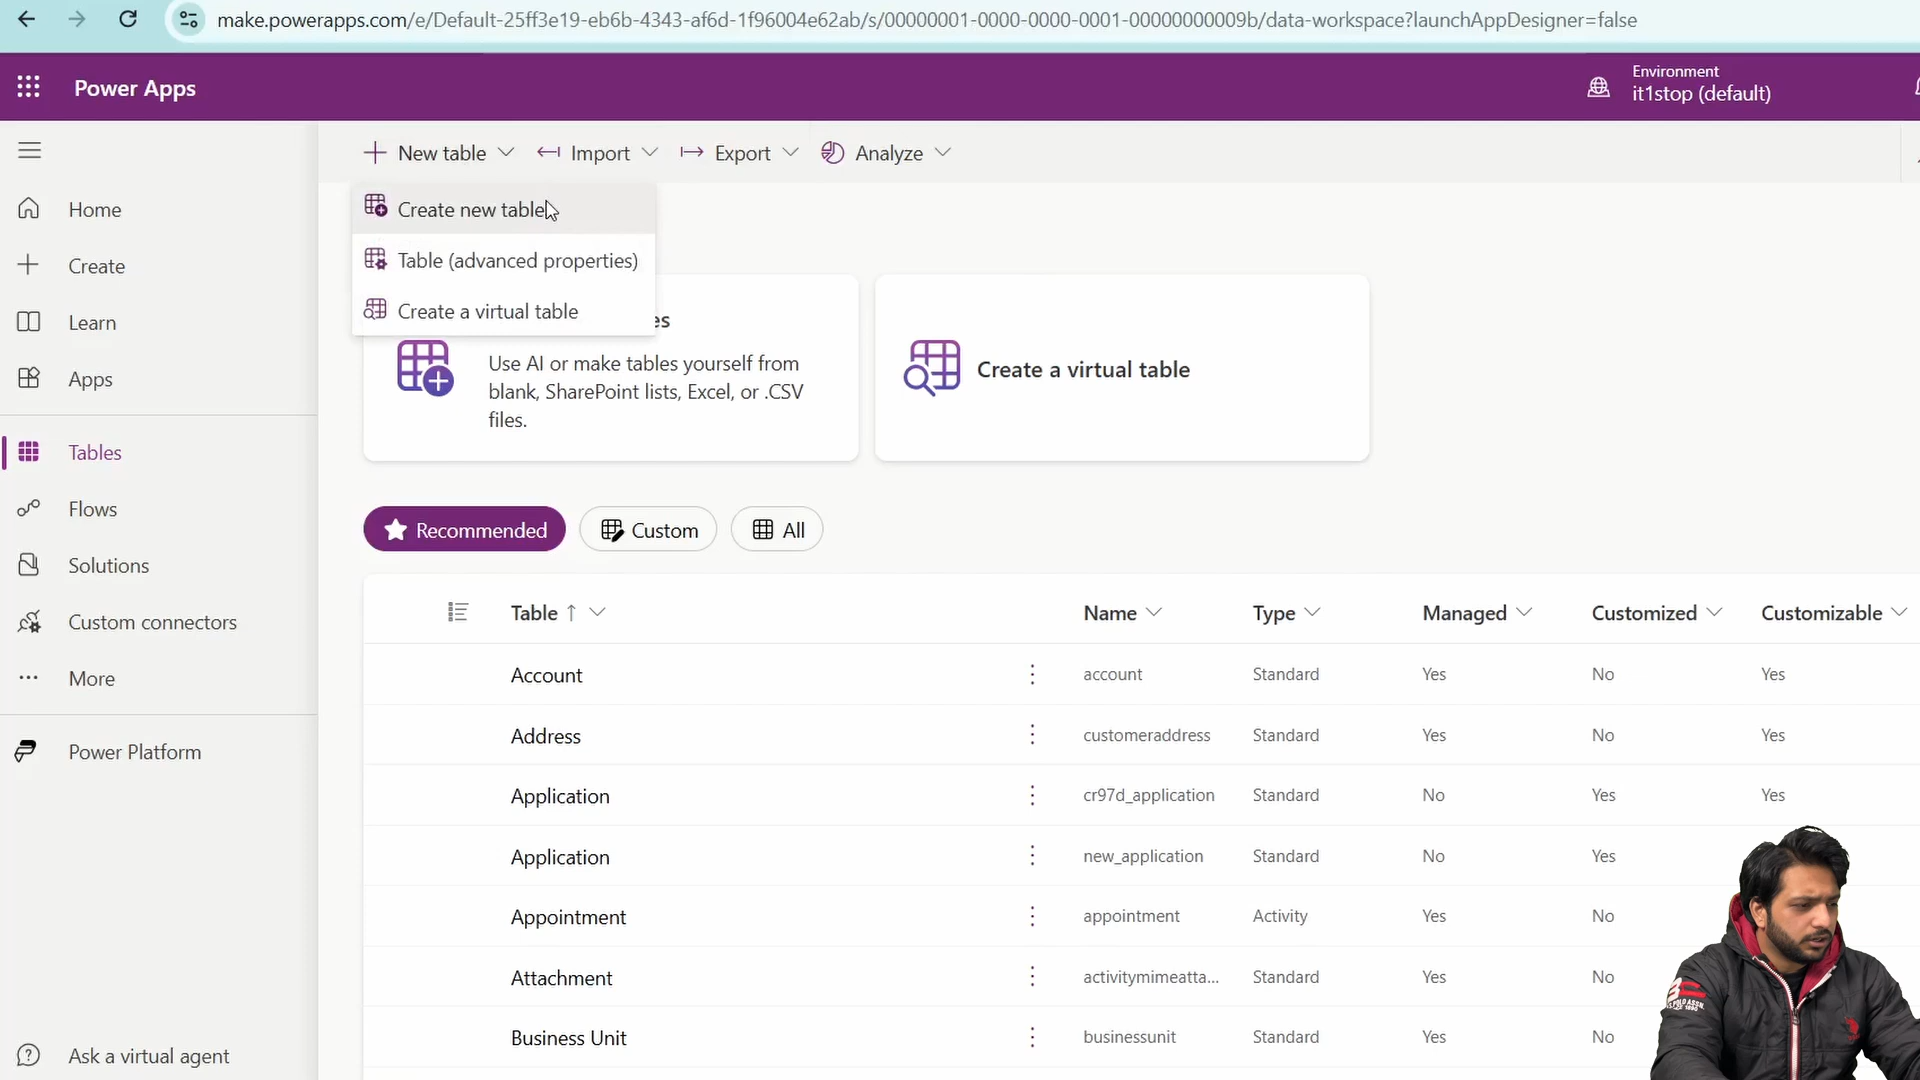 make.powerapps.com/e/Default-25ff3e19-eb6b-4343-af6d-1f96004e62ab/s/00000001-0000-0000-0001-00000000009b/data-workspace?launchAppDesigner=false
Power Apps
Environment
it1stop (default)
New table
Import
Export
Analyze
Home
Create
Learn
Apps
Tables
Flows
Solutions
Custom connectors
More
Power Platform
Ask a virtual agent
Create new table
Table (advanced properties)
Create a virtual table
es
Use AI or make tables yourself from
blank, SharePoint lists, Excel, or .CSV
files.
Create a virtual table
Recommended
Custom
All
Table Name Type Managed Customized Customizable
Account account Standard Yes No Yes
Address customeraddress Standard Yes No Yes
Application cr97d_application Standard No Yes Yes
Application new_application Standard No Yes
Appointment appointment Activity Yes No
Attachment activitymimeatta... Standard Yes No
Business Unit businessunit Standard Yes No